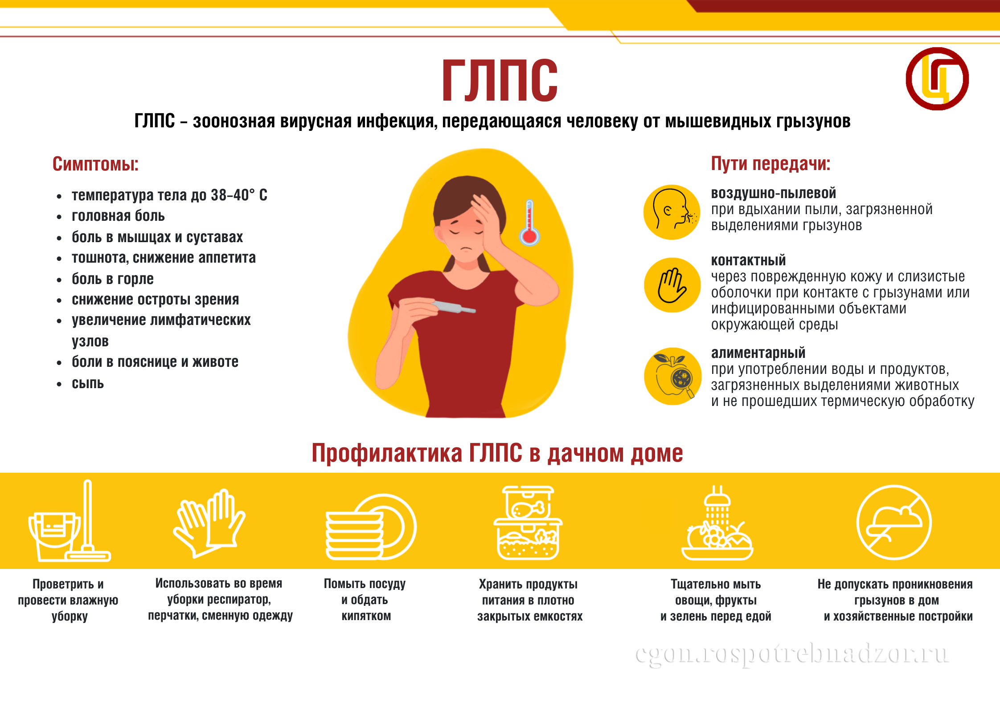 ГЛПС
ГЛПС – зоонозная вирусная инфекция, передающаяся человеку от мышевидных грызунов
Симптомы:
• температура тела до 38–40° С
• головная боль
• боль в мышцах и суставах
• тошнота, снижение аппетита
• боль в горле
• снижение остроты зрения
• увеличение лимфатических
узлов
• боли в пояснице и животе
• сыпь
Пути передачи:
воздушно-пылевой
при вдыхании пыли, загрязненной
выделениями грызунов
контактный
через поврежденную кожу и слизистые
оболочки при контакте с грызунами или
инфицированными объектами
окружающей среды
алиментарный
при употреблении воды и продуктов,
загрязненных выделениями животных
и не прошедших термическую обработку
Профилактика ГЛПС в дачном доме
Проветрить и
провести влажную
уборку
Использовать во время
уборки респиратор,
перчатки, сменную одежду
Помыть посуду
и обдать
кипятком
Хранить продукты
питания в плотно
закрытых емкостях
Тщательно мыть
овощи, фрукты
и зелень перед едой
Не допускать проникновения
грызунов в дом
и хозяйственные постройки
cgon.rospotrebnadzor.ru